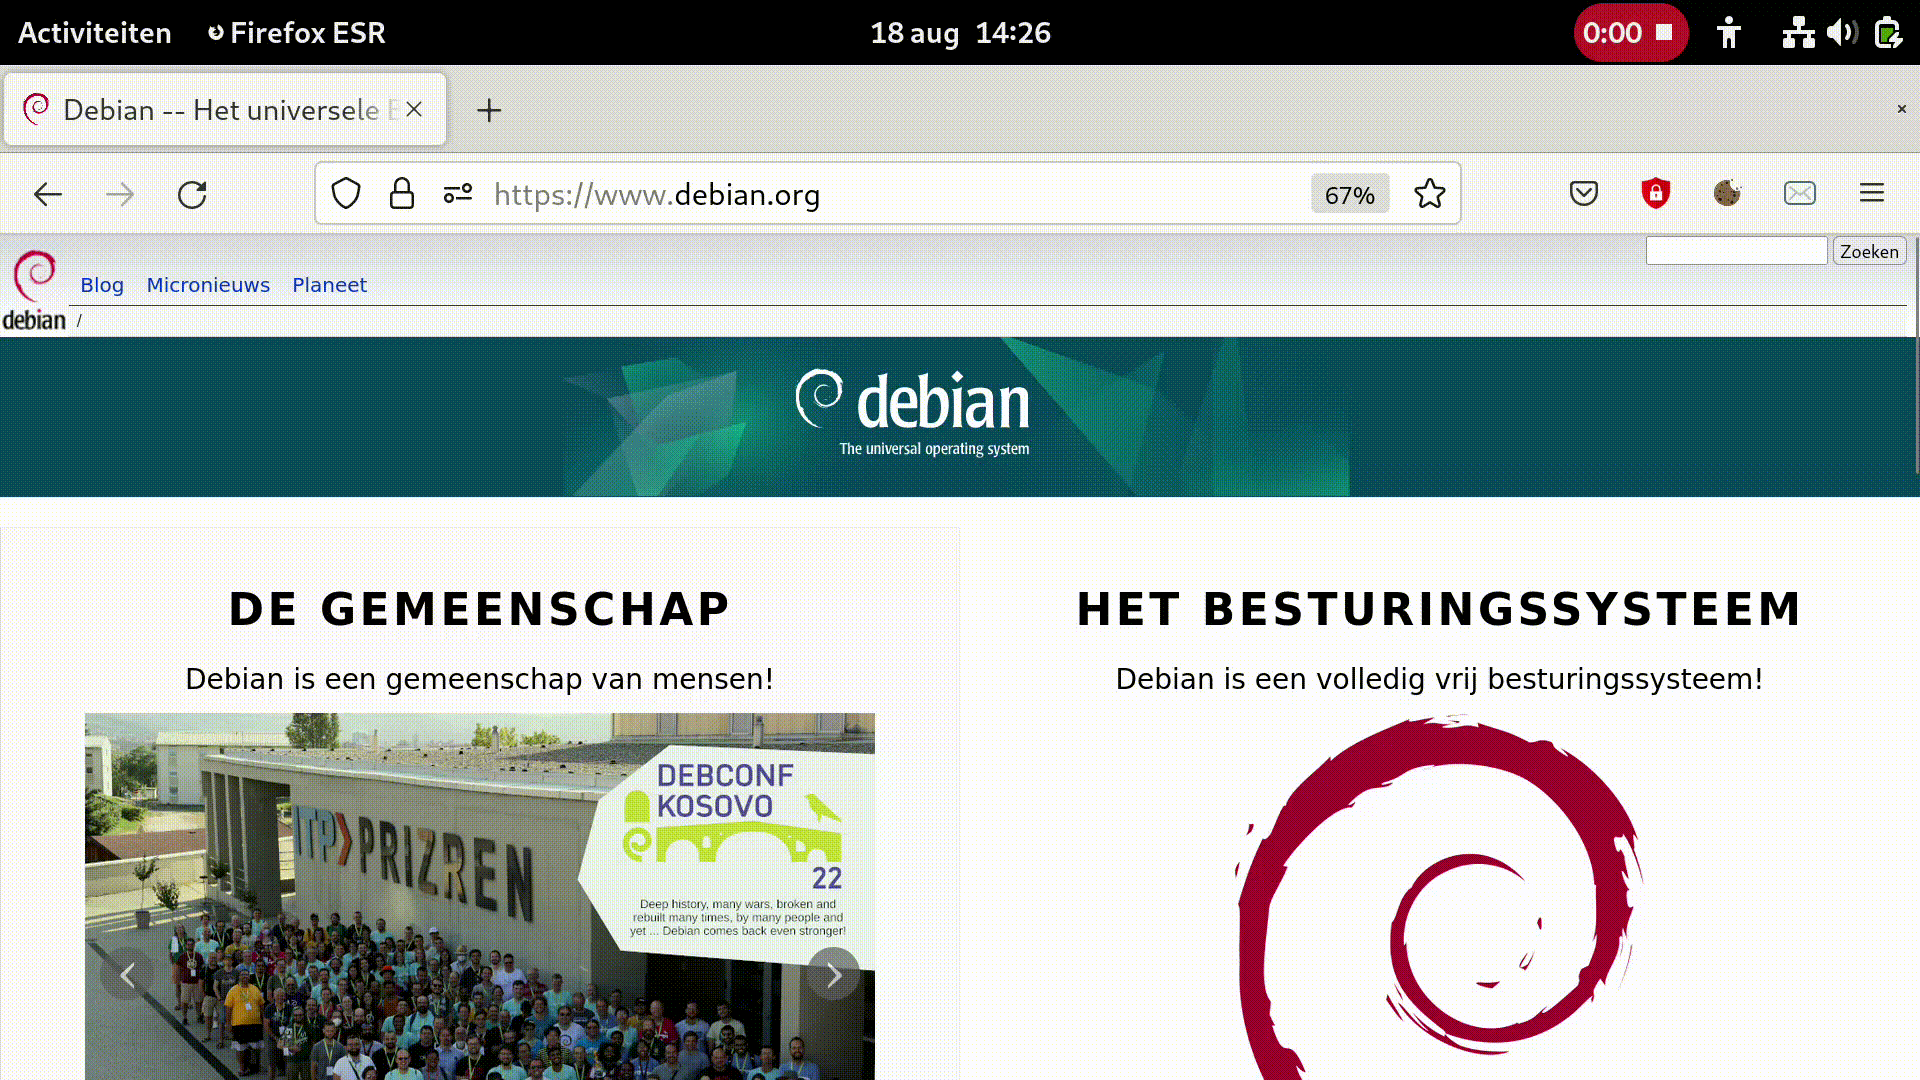 Activiteiten Firefox ESR 18 aug 14:26 0:00
Debian -- Het universele
https://www.debian.org 67%
Zoeken
Blog Micronieuws Planeet
debian /
debian
The universal operating system
DE GEMEENSCHAP
Debian is een gemeenschap van mensen!
ITP PRIZREN
DEBCONF
KOSOVO
22
Deep history, many wars, broken and
rebuilt many times, by many people and
yet ... Debian comes back even stronger!
HET BESTURINGSSYSTEEM
Debian is een volledig vrij besturingssysteem!